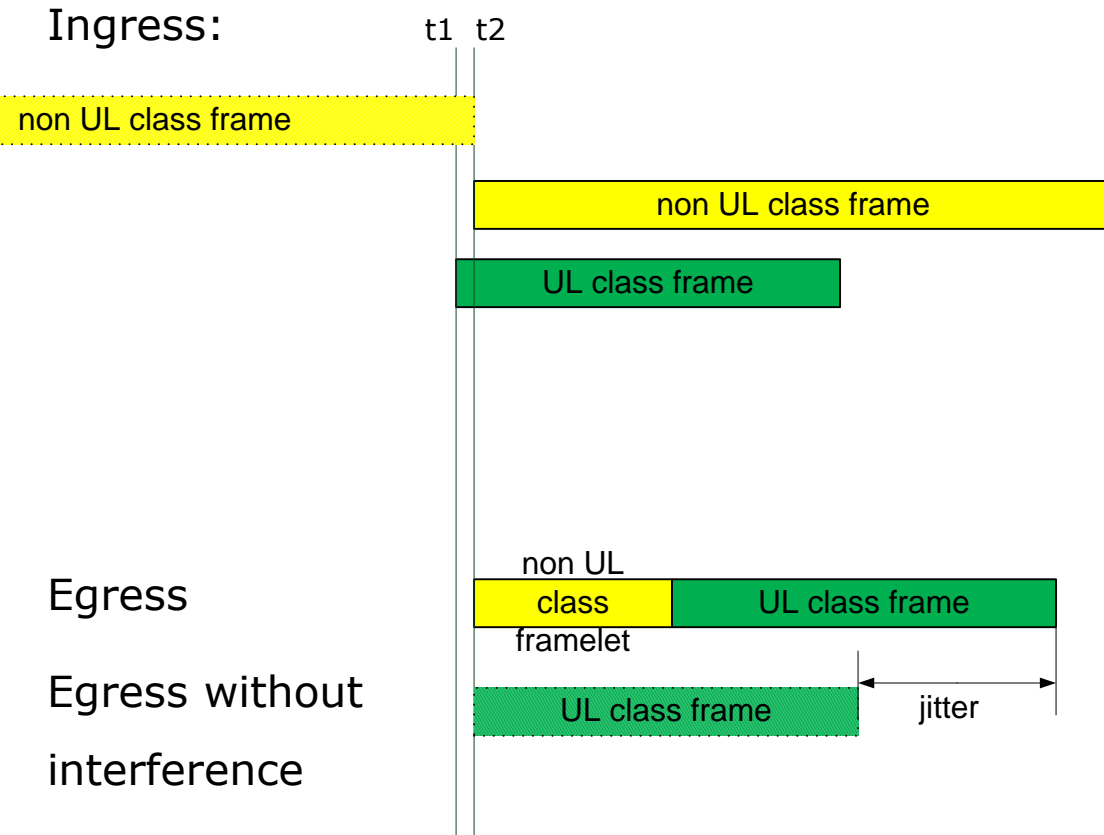 Ingress:
t1 t2
non UL class frame
non UL class frame
UL class frame
Egress
non UL
class
framelet
UL class frame
Egress without
interference
UL class frame
jitter